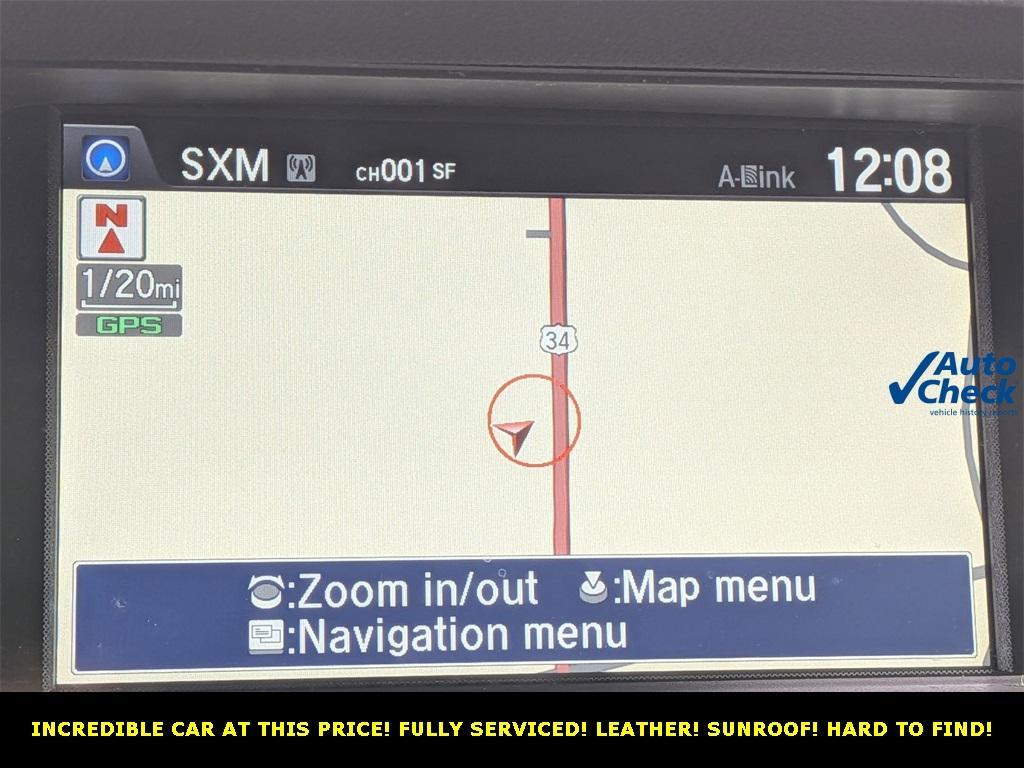 SXM CH001 SF A-Link 12:08
N
1/20mi
GPS
34
Auto
Check
vehicle history reports
:Zoom in/out :Map menu
:Navigation menu
INCREDIBLE CAR AT THIS PRICE! FULLY SERVICED! LEATHER! SUNROOF! HARD TO FIND!